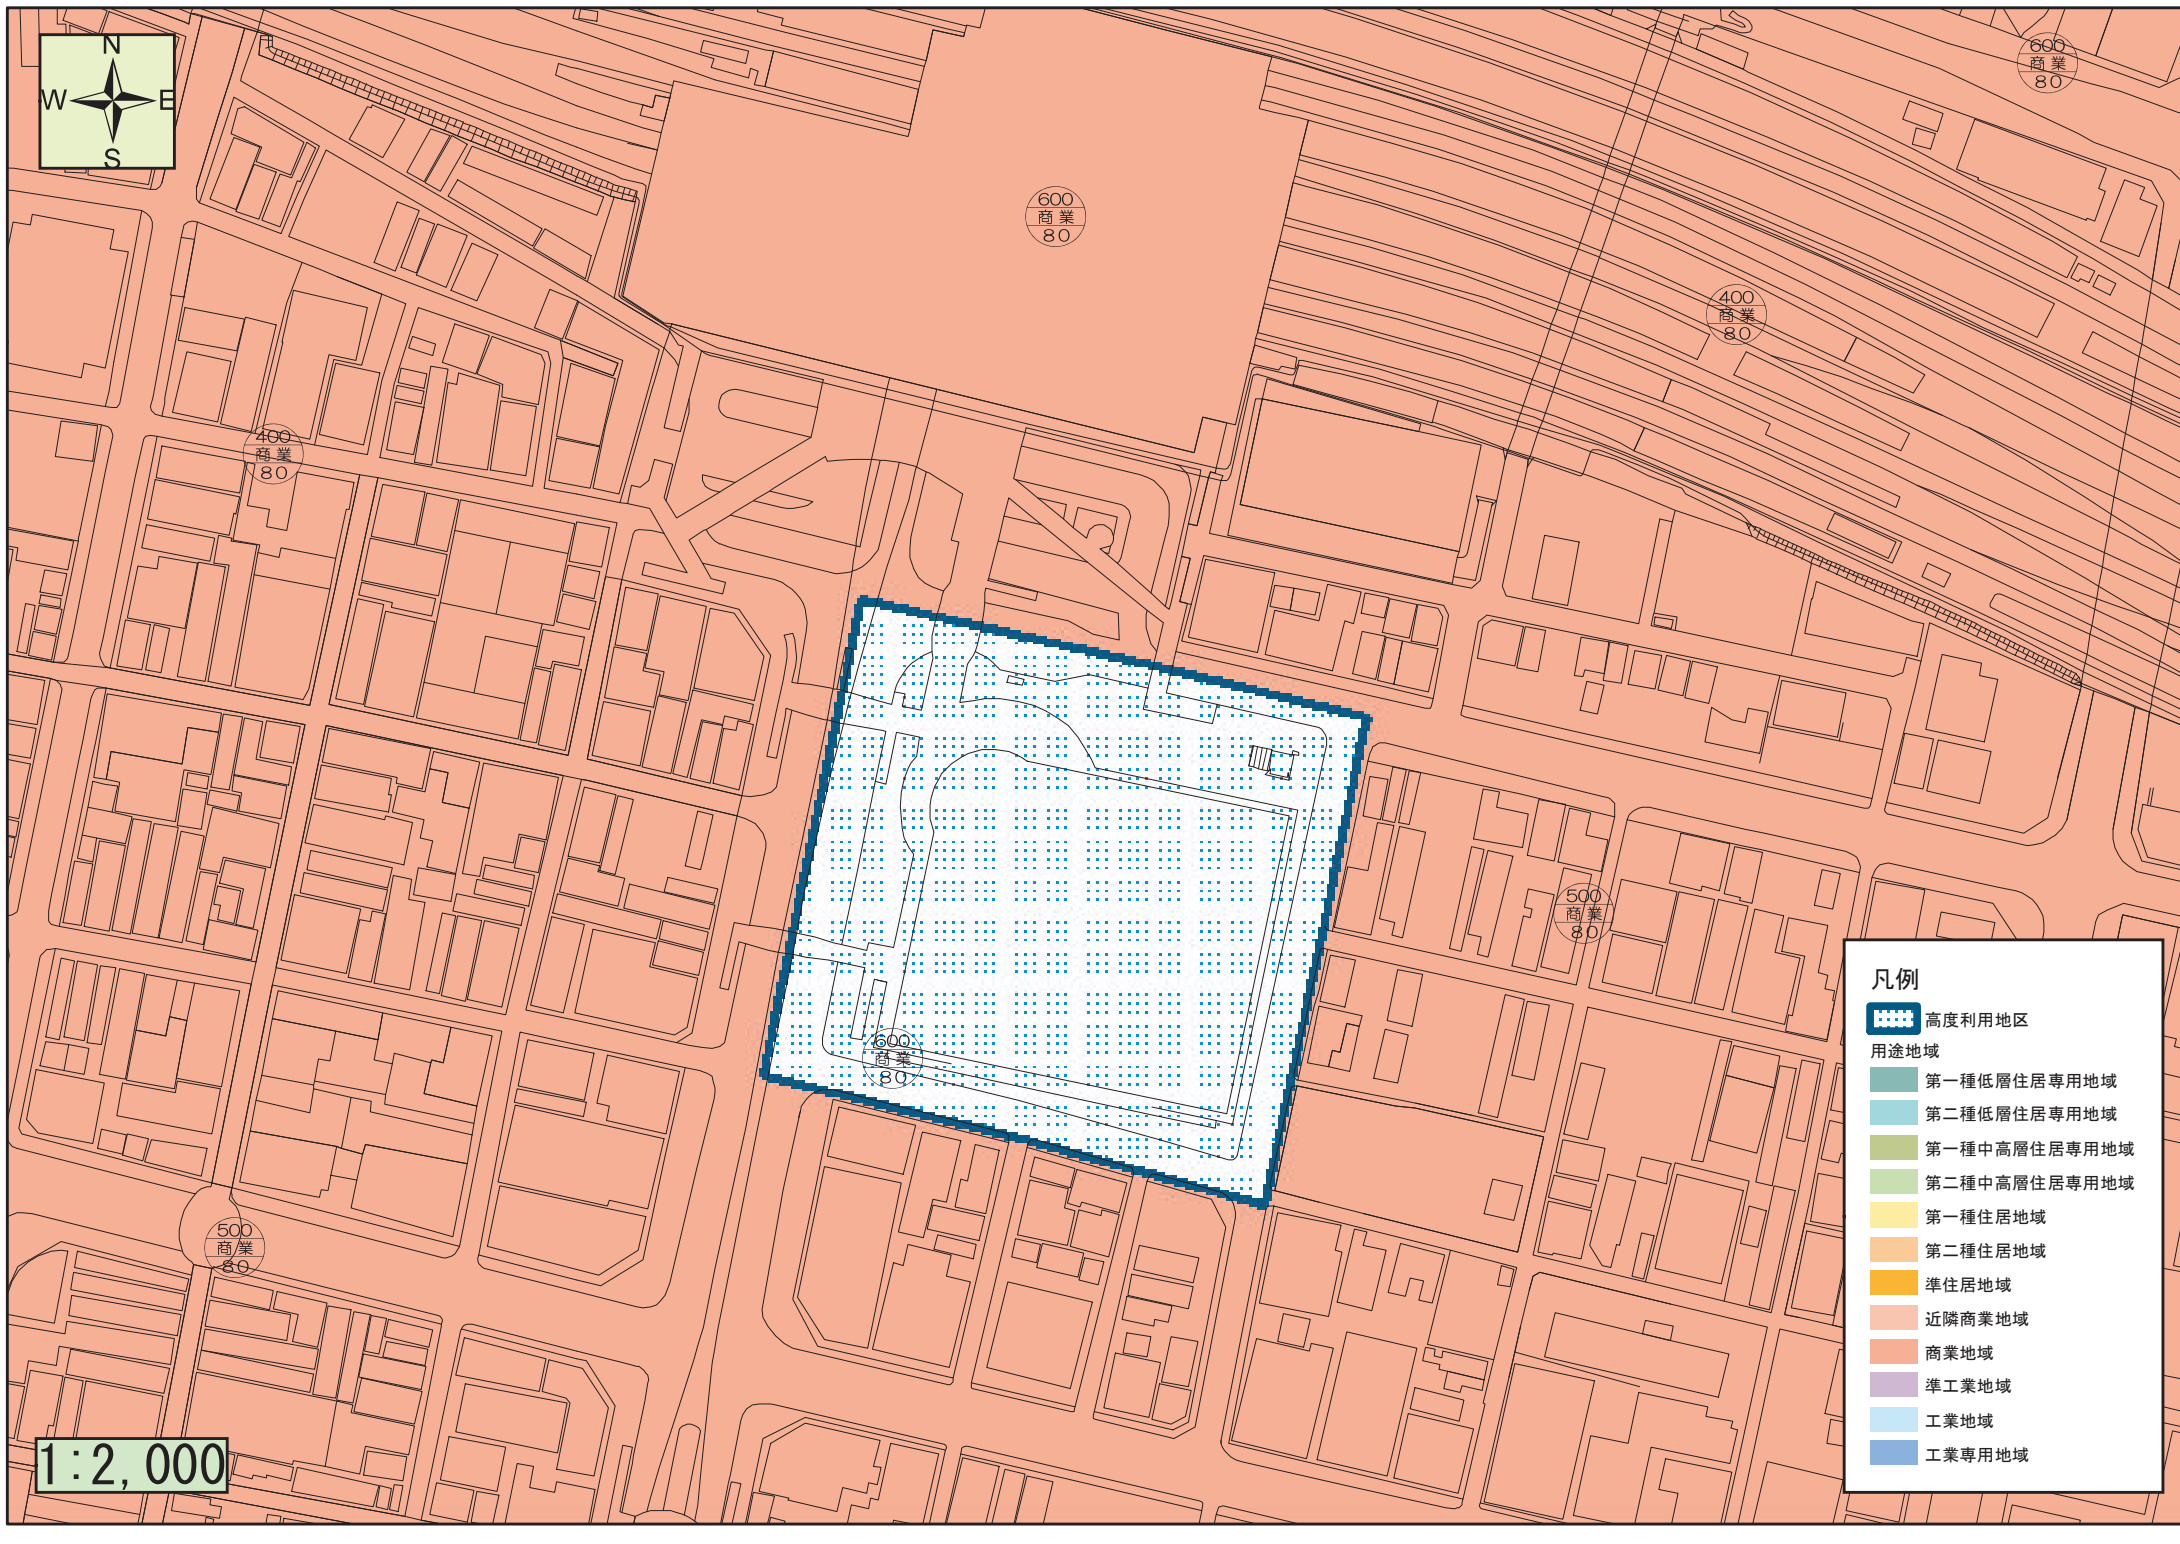 N
W E
S
600
商業
80
600
商業
80
400
商業
80
400
商業
80
500
商業
80
600
商業
80
500
商業
80
1:2,000
凡例
高度利用地区
用途地域
第一種低層住居専用地域
第二種低層住居専用地域
第一種中高層住居専用地域
第二種中高層住居専用地域
第一種住居地域
第二種住居地域
準住居地域
近隣商業地域
商業地域
準工業地域
工業地域
工業専用地域